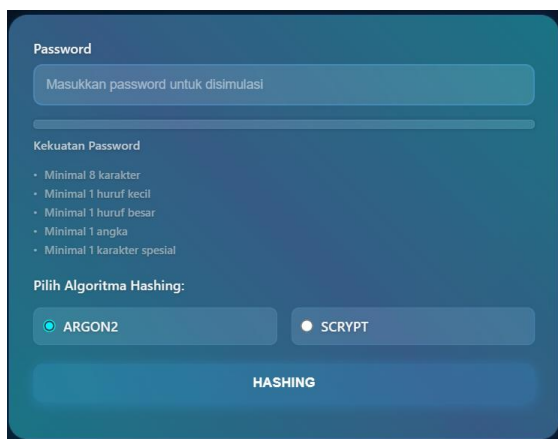 Password
Masukkan password untuk disimulasi
Kekuatan Password
• Minimal 8 karakter
• Minimal 1 huruf kecil
• Minimal 1 huruf besar
• Minimal 1 angka
• Minimal 1 karakter spesial
Pilih Algoritma Hashing:
ARGON2 SCRYPT
HASHING